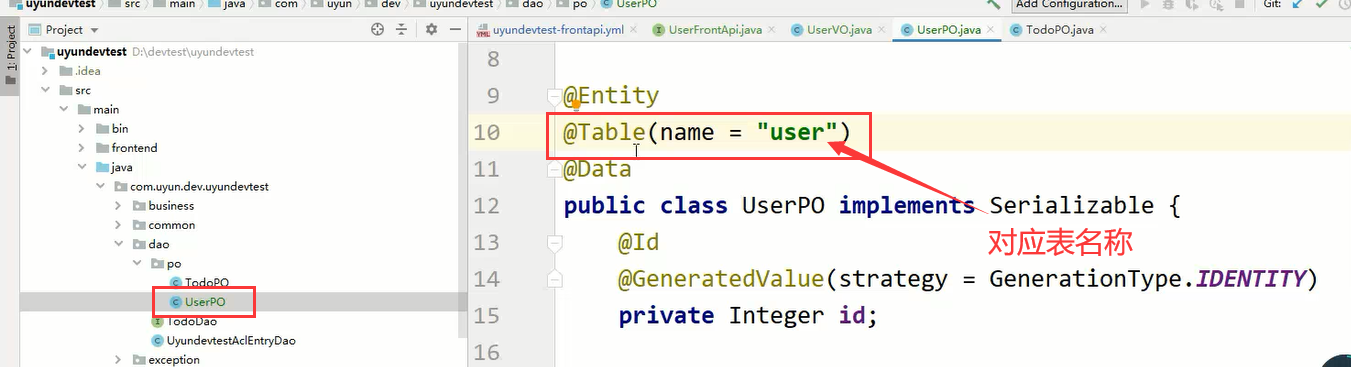 uyundevtest src main java com uyun dev uyundevtest dao po UserPO
Add Configuration... Git:
1: Project
Project
uyundevtest D:\devtest\uyundevtest
.idea
src
main
bin
frontend
java
com.uyun.dev.uyundevtest
business
common
dao
po
TodoPO
UserPO
TodoDao
UyundevtestAclEntryDao
exception
uyundevtest-frontapi.yml UserFrontApi.java UserVO.java UserPO.java TodoPO.java
8
9 @Entity
10 @Table(name = "user")
11 @Data
12 public class UserPO implements Serializable {
对应表名称
13 @Id
14 @GeneratedValue(strategy = GenerationType.IDENTITY)
15 private Integer id;
16